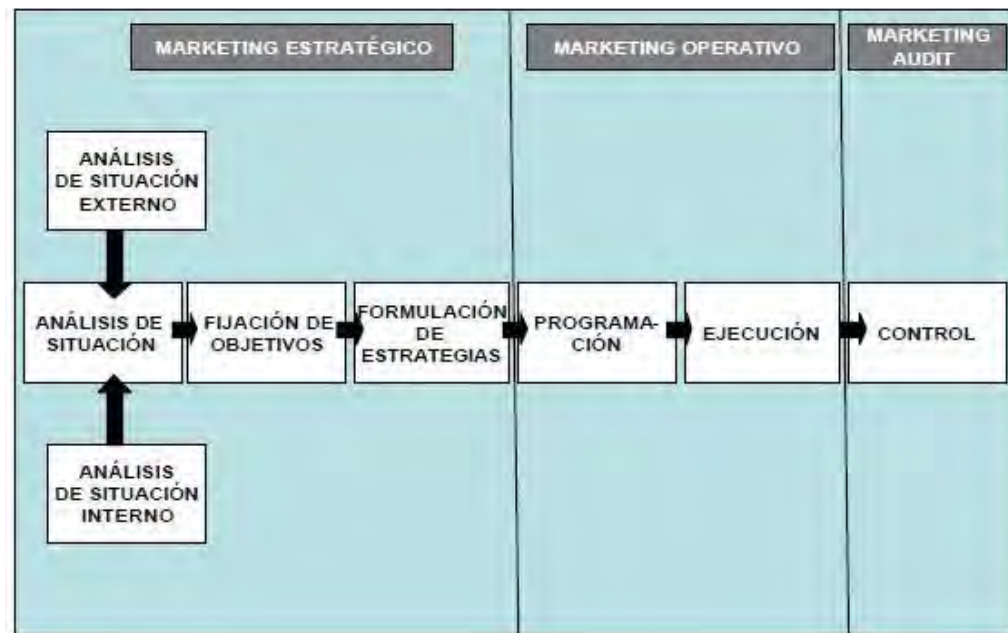 MARKETING ESTRATÉGICO
MARKETING OPERATIVO
MARKETING
AUDIT
ANÁLISIS
DE SITUACIÓN
EXTERNO
ANÁLISIS DE
SITUACIÓN
FIJACIÓN DE
OBJETIVOS
FORMULACIÓN
DE
ESTRATEGIAS
PROGRAMA-
CIÓN
EJECUCIÓN
CONTROL
ANÁLISIS
DE SITUACIÓN
INTERNO